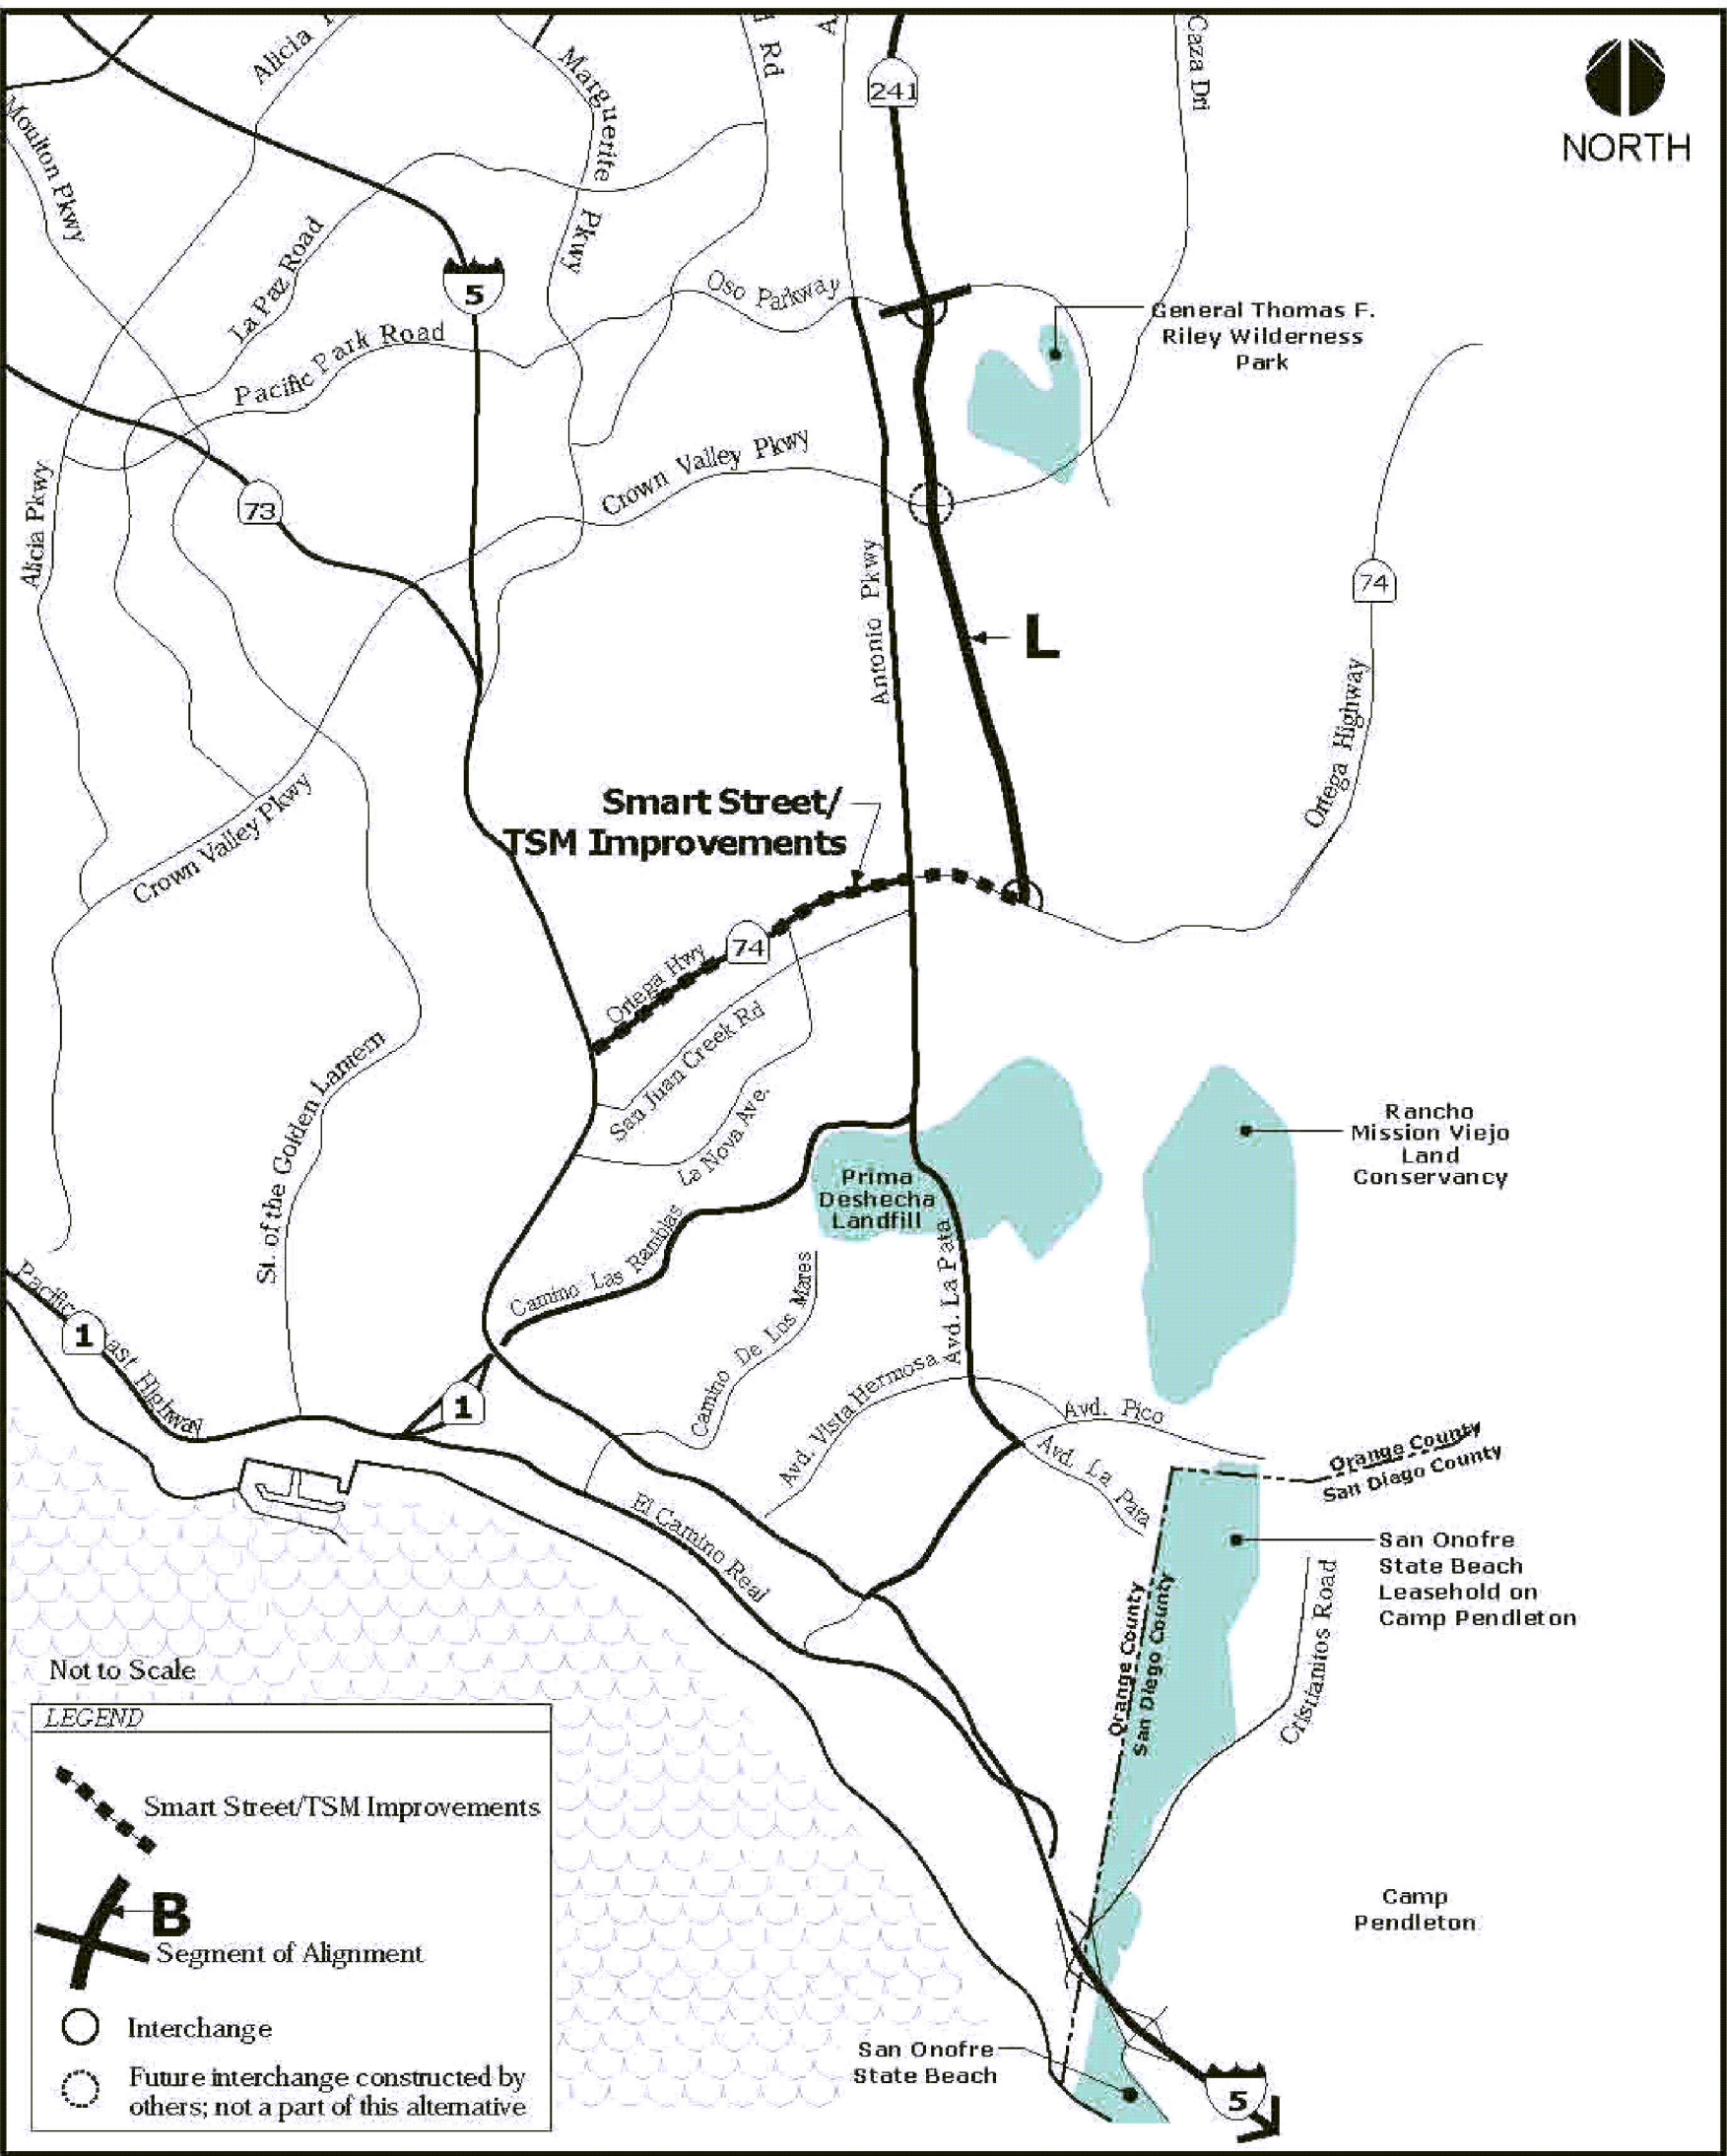 Alicia
Marguerite
Pkwy
Rd
241
Caza Dri
NORTH
Moulton Pkwy
La Paz Road
5
Oso Parkway
General Thomas F.
Riley Wilderness
Park
Pacific Park Road
Crown Valley Pkwy
Alicia Pkwy
73
Antonio Pkwy
L
74
Ortega Highway
Smart Street/
TSM Improvements
Crown Valley Pkwy
74
Ortega Hwy
San Juan Creek Rd
La Nova Ave.
St. of the Golden Lantern
Rancho
Mission Viejo
Land
Conservancy
Prima
Deshecha
Landfill
Camino Las Ramblas
Avd. La Pata
Camino De Los Mares
Pacific
1
ast Highway
1
Avd. Vista Hermosa
Avd. Pico
Avd. La Pata
Orange County
San Diego County
El Camino Real
San Onofre
State Beach
Leasehold on
Camp Pendleton
Orange County
San Diego County
Cristianitos Road
Not to Scale
LEGEND
Smart Street/TSM Improvements
B
Segment of Alignment
Interchange
Future interchange constructed by
others; not a part of this alternative
Camp
Pendleton
San Onofre
State Beach
5